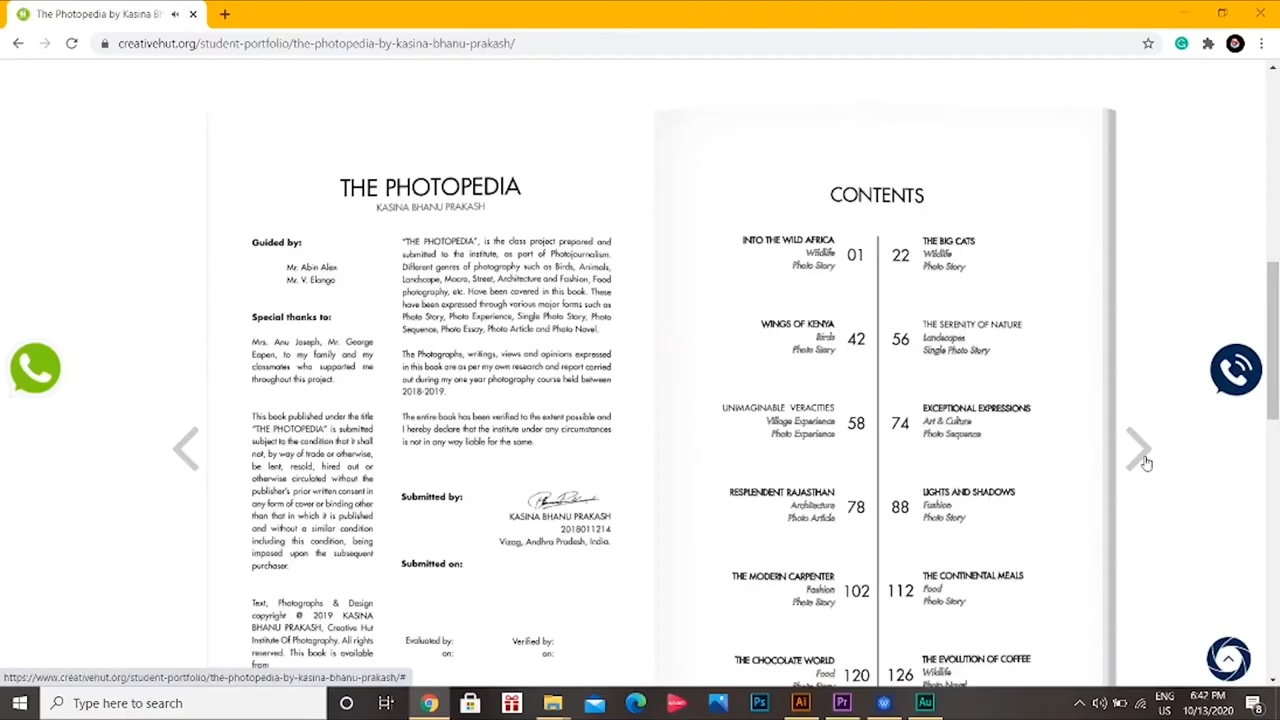 The Photopedia by Kasina Bh
creativehut.org/student-portfolio/the-photopedia-by-kasina-bhanu-prakash/
THE PHOTOPEDIA
KASINA BHANU PRAKASH
Guided by:
Mr. Abin Alex
Mr. V. Elango
Special thanks to:
Mrs. Anu Joseph, Mr. George
Eapen, to my family and my
classmates who supported me
throughout this project.
This book published under the title
"THE PHOTOPEDIA" is submitted
subject to the condition that it shall
not, by way of trade or otherwise,
be lent, resold, hired out or
otherwise circulated without the
publisher's prior written consent in
any form of cover or binding other
than that in which it is published
and without a similar condition
including this condition, being
imposed upon the subsequent
purchaser.
Text, Photographs & Design
copyright @ 2019 KASINA
BHANU PRAKASH, Creative Hut
Institute Of Photography. All rights
reserved. This book is available
from
"THE PHOTOPEDIA", is the class project prepared and
submitted to the institute, as part of Photojournalism.
Different genres of photography such as Birds, Animals,
Landscape, Macro, Street, Architecture and Fashion, Food
photography, etc. Have been covered in this book. These
have been expressed through various major forms such as
Photo Story, Photo Experience, Single Photo Story, Photo
Sequence, Photo Essay, Photo Article and Photo Novel.
The Photographs, writings, views and opinions expressed
in this book are as per my own research and report carried
out during my one year photography course held between
2018-2019.
The entire book has been verified to the extent possible and
I hereby declare that the institute under any circumstances
is not in any way liable for the same.
Submitted by:
KASINA BHANU PRAKASH
2018011214
Vizag, Andhra Pradesh, India.
Submitted on:
Evaluated by: Verified by:
on: on:
CONTENTS
INTO THE WILD AFRICA
Wildlife 01
Photo Story
22 THE BIG CATS
Wildlife
Photo Story
WINGS OF KENYA
Birds 42
Photo Story
56 THE SERENITY OF NATURE
Landscapes
Single Photo Story
UNIMAGINABLE VERACITIES
Village Experience 58
Photo Experience
74 EXCEPTIONAL EXPRESSIONS
Art & Culture
Photo Sequence
RESPLENDENT RAJASTHAN
Architecture 78
Photo Article
88 LIGHTS AND SHADOWS
Fashion
Photo Story
THE MODERN CARPENTER
Fashion 102
Photo Story
112 THE CONTINENTAL MEALS
Food
Photo Story
THE CHOCOLATE WORLD
Food 120
126 THE EVOLUTION OF COFFEE
Wildlife
https://www.creativehut.org/student-portfolio/the-photopedia-by-kasina-bhanu-prakash/#
Type here to search
Ps
Ai
Pr
Au
ENG
US
6:42 PM
10/13/2020
8